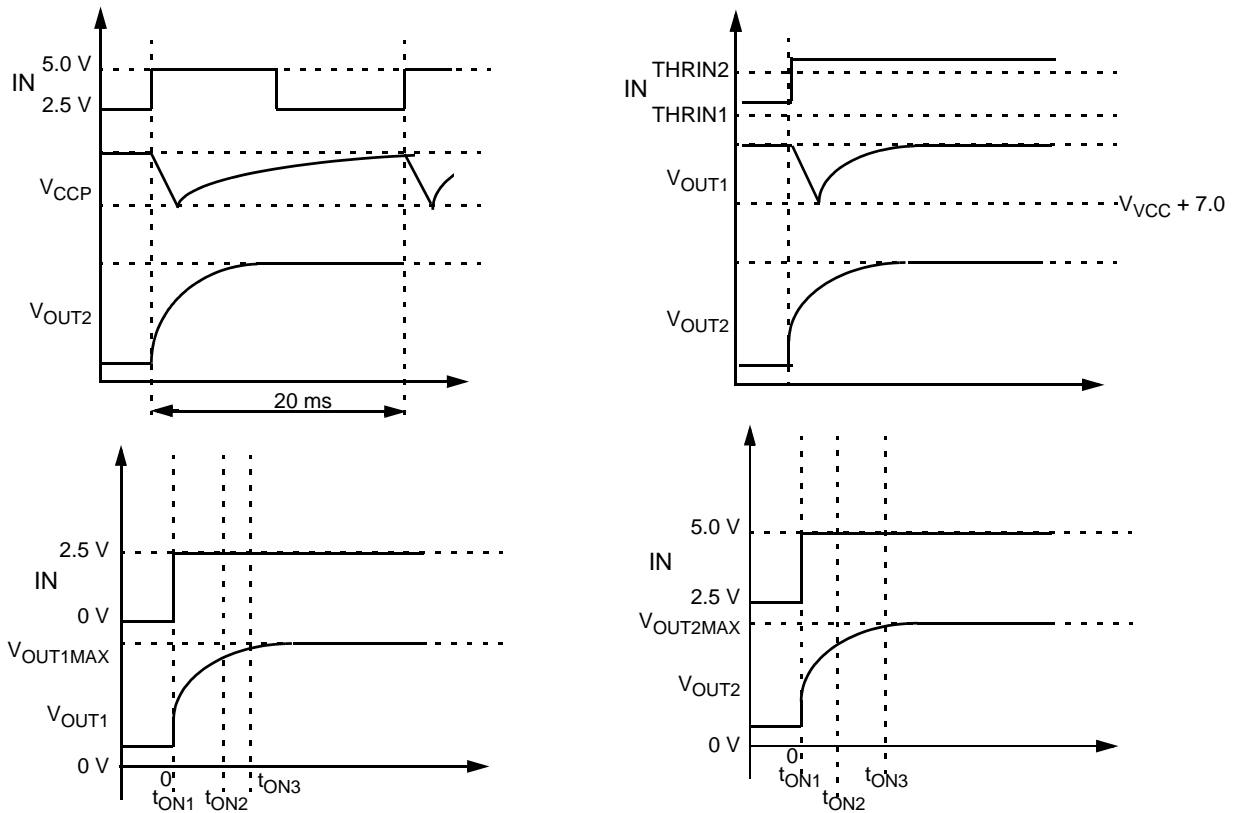 5.0 V
IN
2.5 V
VCCP
VOUT2
20 ms
THRIN2
IN
THRIN1
VOUT1
VVCC + 7.0
VOUT2
2.5 V
IN
0 V
VOUT1MAX
VOUT1
0 V
0
tON1
tON2
tON3
5.0 V
IN
2.5 V
VOUT2MAX
VOUT2
0 V
0
tON1
tON2
tON3